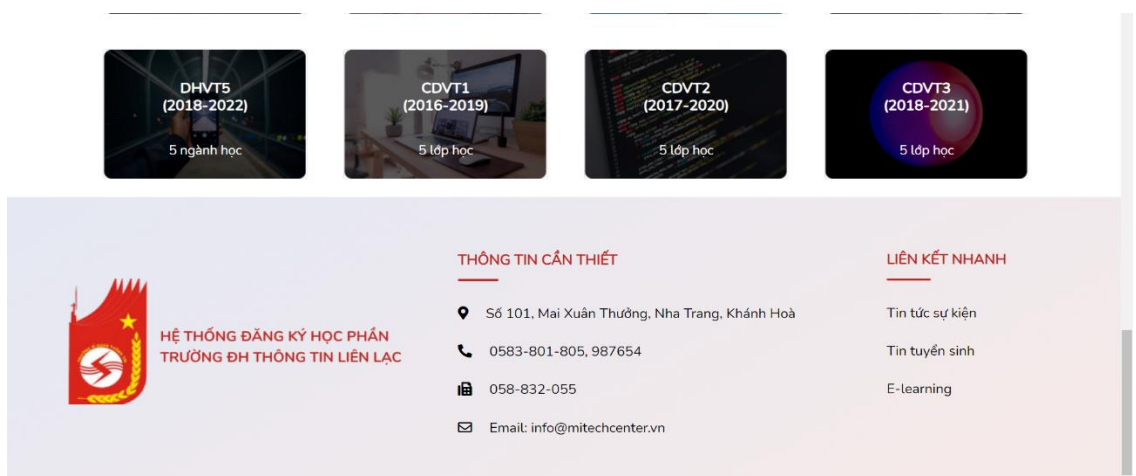 DHVT5
(2018-2022)
5 ngành học
CDVT1
(2016-2019)
5 lớp học
CDVT2
(2017-2020)
5 lớp học
CDVT3
(2018-2021)
5 lớp học
HỆ THỐNG ĐĂNG KÝ HỌC PHẦN
TRƯỜNG ĐH THÔNG TIN LIÊN LẠC
THÔNG TIN CẦN THIẾT
Số 101, Mai Xuân Thưởng, Nha Trang, Khánh Hoà
0583-801-805, 987654
058-832-055
Email: info@mitechcenter.vn
LIÊN KẾT NHANH
Tin tức sự kiện
Tin tuyển sinh
E-learning